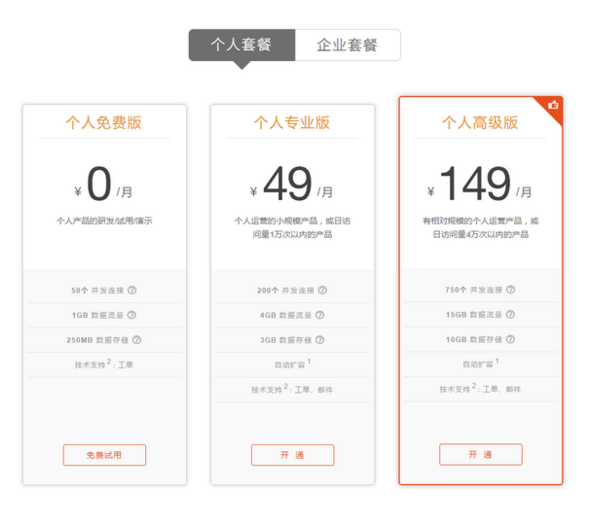 个人套餐
企业套餐
个人免费版
¥ 0 /月
个人产品的研发/试用/演示
50个 并发连接 ?
1GB 数据流量 ?
250MB 数据存储 ?
技术支持2：工单
免费试用
个人专业版
¥ 49 /月
个人运营的小规模产品，或日访
问量1万次以内的产品
200个 并发连接 ?
4GB 数据流量 ?
3GB 数据存储 ?
自动扩容1
技术支持2：工单、邮件
开 通
个人高级版
¥ 149 /月
有相对规模的个人运营产品，或
日访问量4万次以内的产品
750个 并发连接 ?
15GB 数据流量 ?
10GB 数据存储 ?
自动扩容1
技术支持2：工单、邮件
开 通